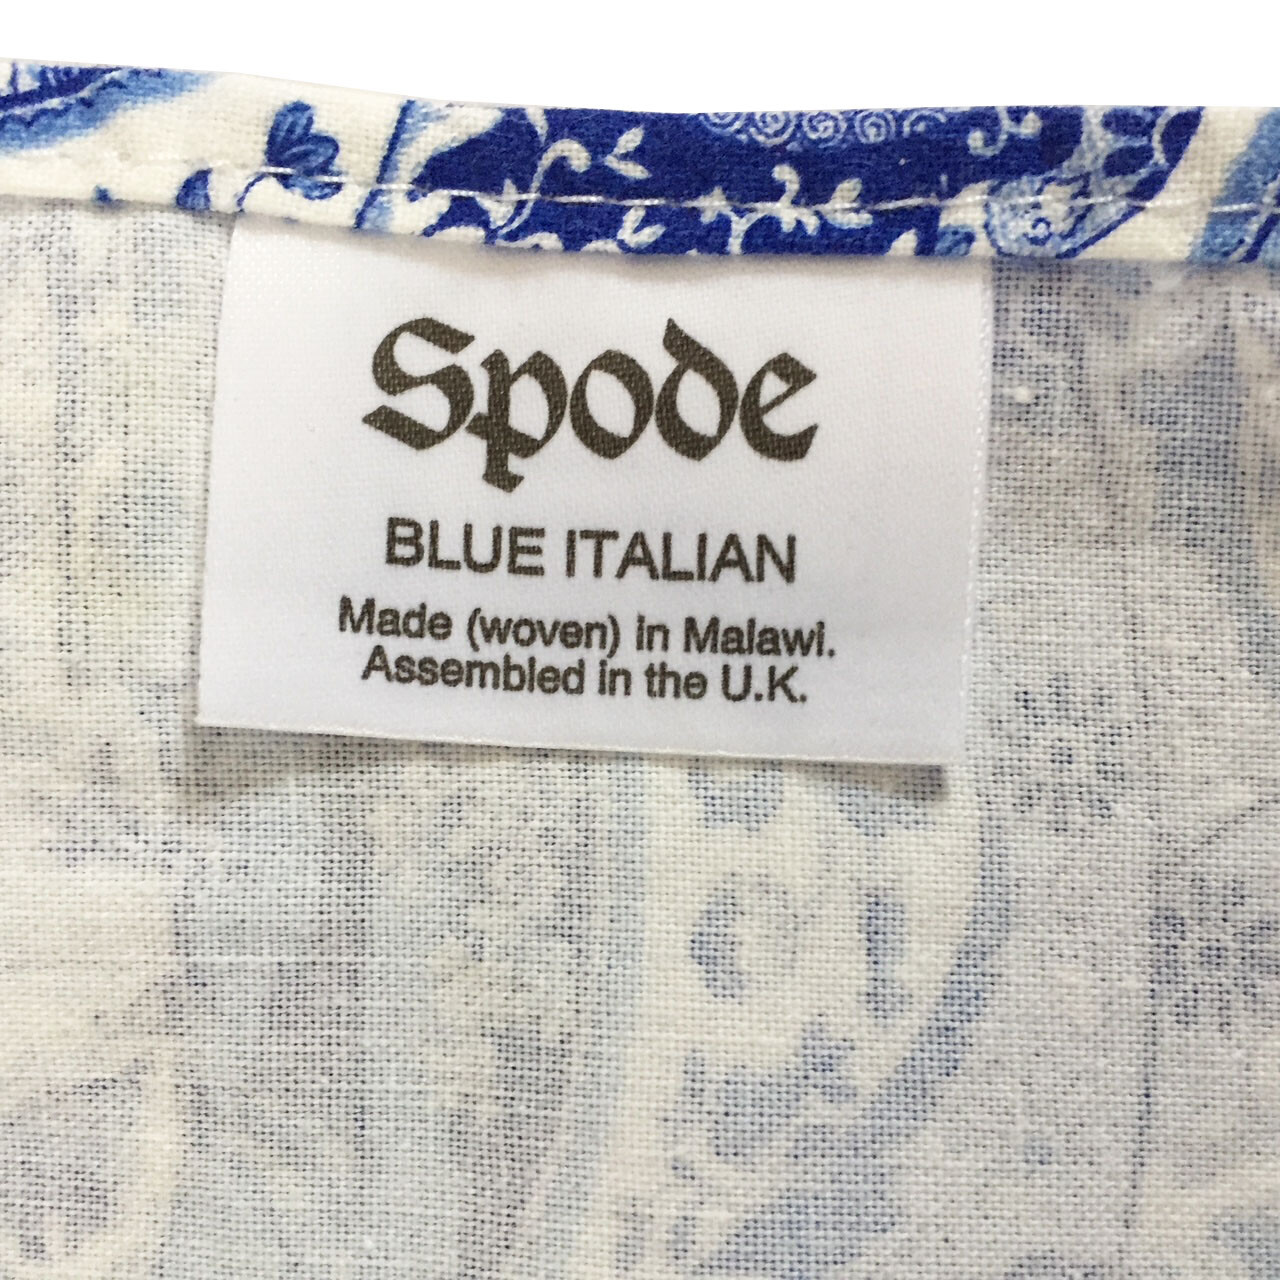 Spode
BLUE ITALIAN
Made (woven) in Malawi.
Assembled in the U.K.